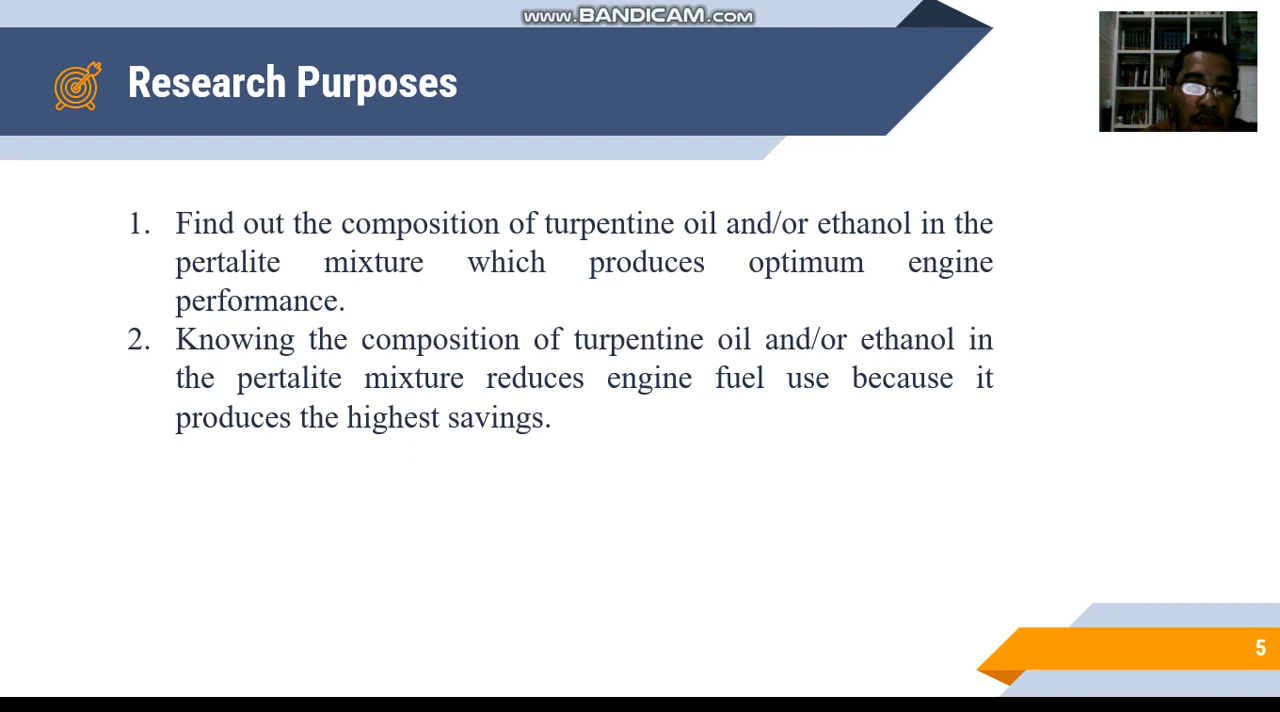 www.BANDICAM.com
Research Purposes
1. Find out the composition of turpentine oil and/or ethanol in the
pertalite mixture which produces optimum engine
performance.
2. Knowing the composition of turpentine oil and/or ethanol in
the pertalite mixture reduces engine fuel use because it
produces the highest savings.
5